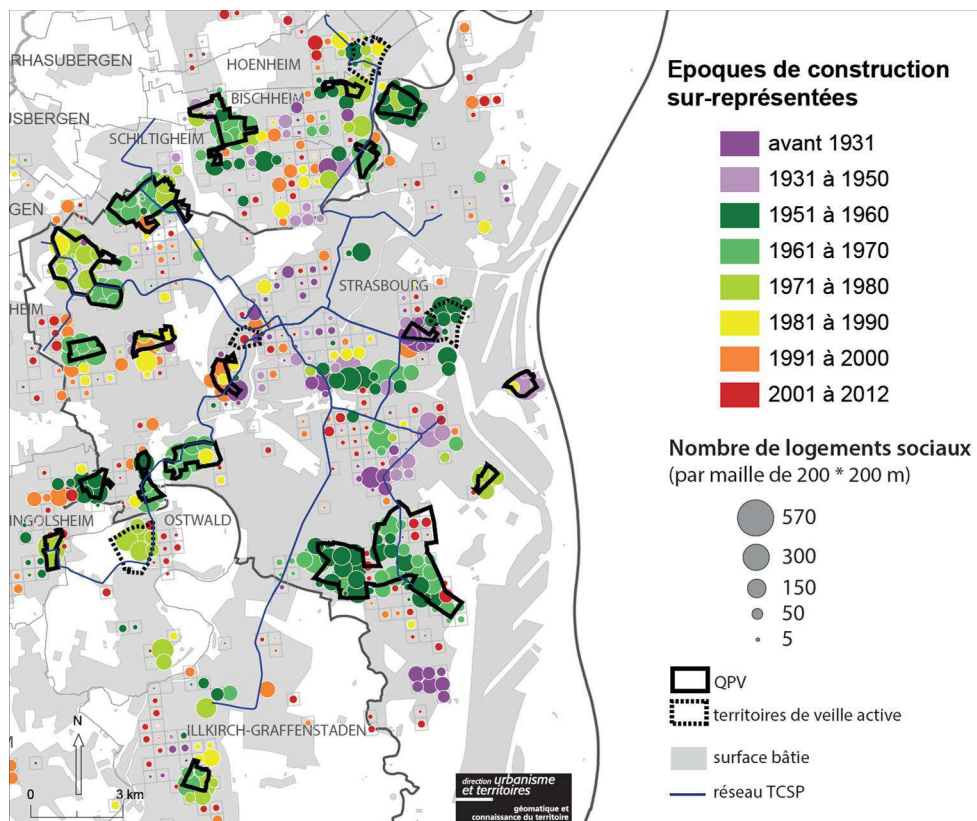 RHASUBERGEN
HOENHEIM
BISCHHEIM
USBERGEN
SCHILTIGHEIM
GEN
STRASBOURG
HEIM
INGOLSHEIM
OSTWALD
ILLKIRCH-GRAFFENSTADEN
M
N
0
3 km
direction urbanisme
et territoires
géomatique et
connaissance du territoire
Epoques de construction
sur-représentées
avant 1931
1931 à 1950
1951 à 1960
1961 à 1970
1971 à 1980
1981 à 1990
1991 à 2000
2001 à 2012
Nombre de logements sociaux
(par maille de 200 * 200 m)
570
300
150
50
5
QPV
territoires de veille active
surface bâtie
réseau TCSP